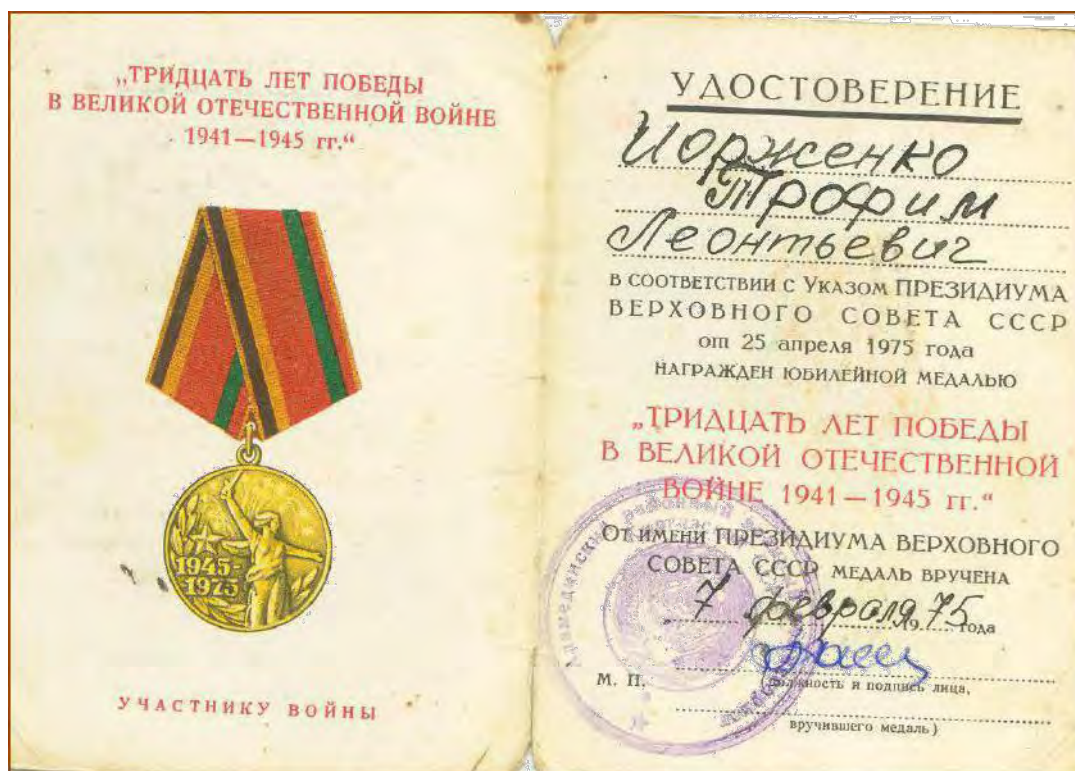 „ТРИДЦАТЬ ЛЕТ ПОБЕДЫ
В ВЕЛИКОЙ ОТЕЧЕСТВЕННОЙ ВОЙНЕ
1941—1945 гг.“
1945-
1975
УЧАСТНИКУ ВОЙНЫ
УДОСТОВЕРЕНИЕ
Иорженко
Трофим
Леонтьевич
В СООТВЕТСТВИИ С УКАЗОМ ПРЕЗИДИУМА
ВЕРХОВНОГО СОВЕТА СССР
от 25 апреля 1975 года
НАГРАЖДЕН ЮБИЛЕЙНОЙ МЕДАЛЬЮ
„ТРИДЦАТЬ ЛЕТ ПОБЕДЫ
В ВЕЛИКОЙ ОТЕЧЕСТВЕННОЙ
ВОЙНЕ 1941—1945 гг.“
ОТ ИМЕНИ ПРЕЗИДИУМА ВЕРХОВНОГО
СОВЕТА СССР МЕДАЛЬ ВРУЧЕНА
7 февраля 1975 года
М. П.
(должность и подпись лица,
вручившего медаль)
районный